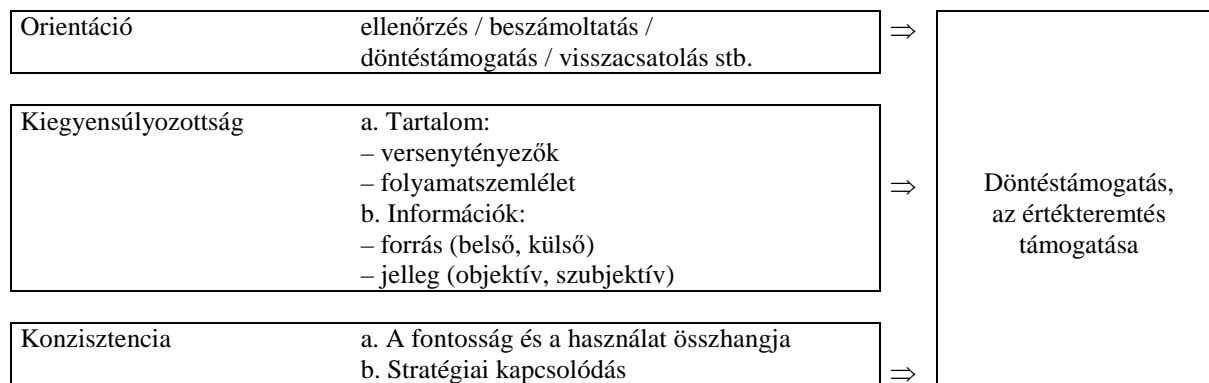 Orientáció ellenőrzés / beszámoltatás / ⇒
döntéstámogatás / visszacsatolás stb.
Kiegyensúlyozottság a. Tartalom:
– versenytényezők
– folyamatszemlélet
b. Információk:
– forrás (belső, külső)
– jelleg (objektív, szubjektív)
⇒
Döntéstámogatás,
az értékteremtés
támogatása
Konzisztencia a. A fontosság és a használat összhangja
b. Stratégiai kapcsolódás ⇒